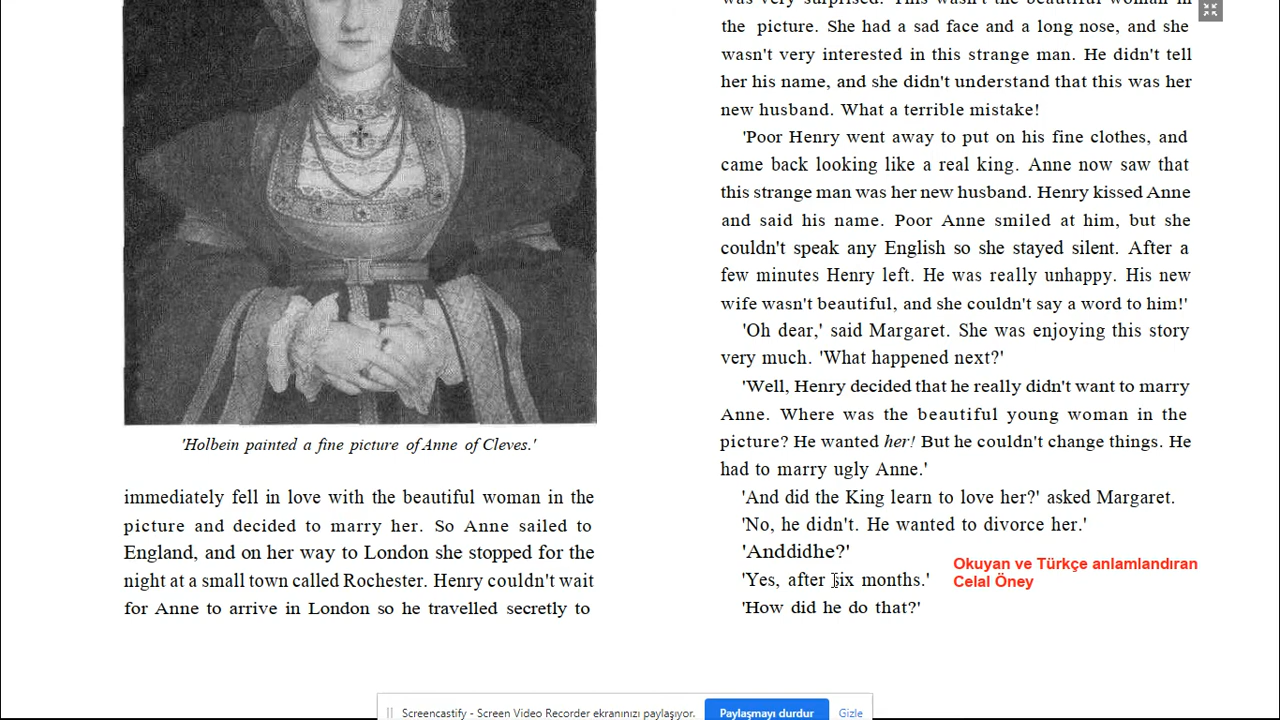 'Holbein painted a fine picture of Anne of Cleves.'
immediately fell in love with the beautiful woman in the
picture and decided to marry her. So Anne sailed to
England, and on her way to London she stopped for the
night at a small town called Rochester. Henry couldn't wait
for Anne to arrive in London so he travelled secretly to
was very surprised. This wasn't the beautiful woman in
the picture. She had a sad face and a long nose, and she
wasn't very interested in this strange man. He didn't tell
her his name, and she didn't understand that this was her
new husband. What a terrible mistake!
'Poor Henry went away to put on his fine clothes, and
came back looking like a real king. Anne now saw that
this strange man was her new husband. Henry kissed Anne
and said his name. Poor Anne smiled at him, but she
couldn't speak any English so she stayed silent. After a
few minutes Henry left. He was really unhappy. His new
wife wasn't beautiful, and she couldn't say a word to him!'
'Oh dear,' said Margaret. She was enjoying this story
very much. 'What happened next?'
'Well, Henry decided that he really didn't want to marry
Anne. Where was the beautiful young woman in the
picture? He wanted her! But he couldn't change things. He
had to marry ugly Anne.'
'And did the King learn to love her?' asked Margaret.
'No, he didn't. He wanted to divorce her.'
'Anddidhe?'
'Yes, after six months.'
'How did he do that?'
Okuyan ve Türkçe anlamlandıran
Celal Öney
Screencastify - Screen Video Recorder ekranınızı paylaşıyor. Paylaşmayı durdur Gizle